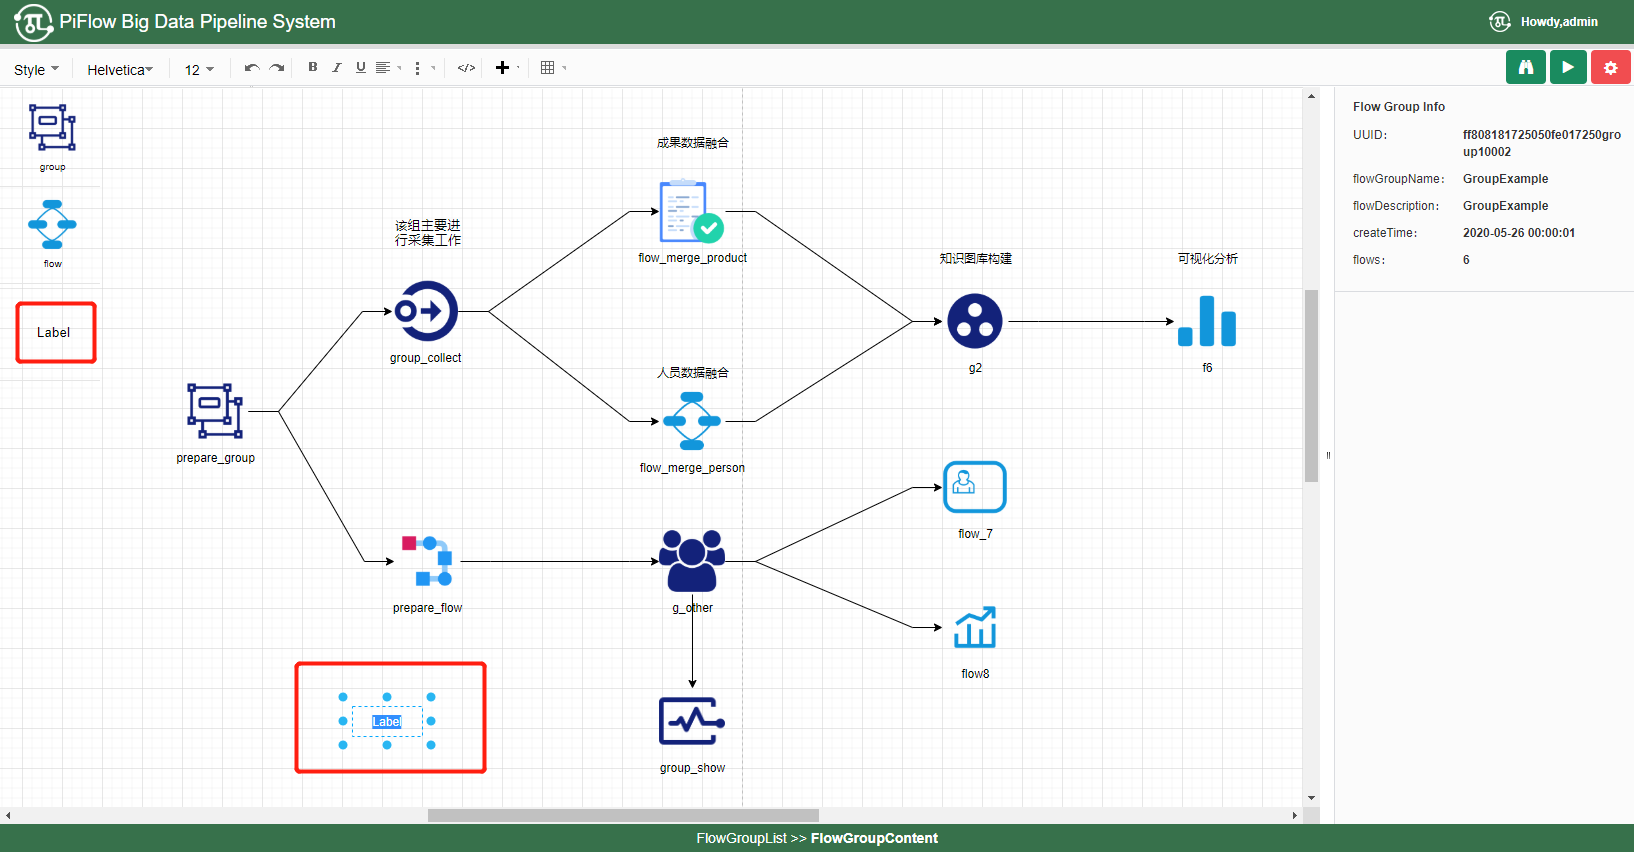 PiFlow Big Data Pipeline System
Howdy,admin
Style
Helvetica
12
B
I
U
</>
group
flow
Label
成果数据融合
该组主要进
行采集工作
flow_merge_product
知识图库构建
可视化分析
group_collect
g2
f6
人员数据融合
prepare_group
flow_merge_person
flow_7
prepare_flow
g_other
flow8
Label
group_show
Flow Group Info
UUID:
ff808181725050fe017250gro
up10002
flowGroupName:
GroupExample
flowDescription:
GroupExample
createTime:
2020-05-26 00:00:01
flows:
6
FlowGroupList >> FlowGroupContent